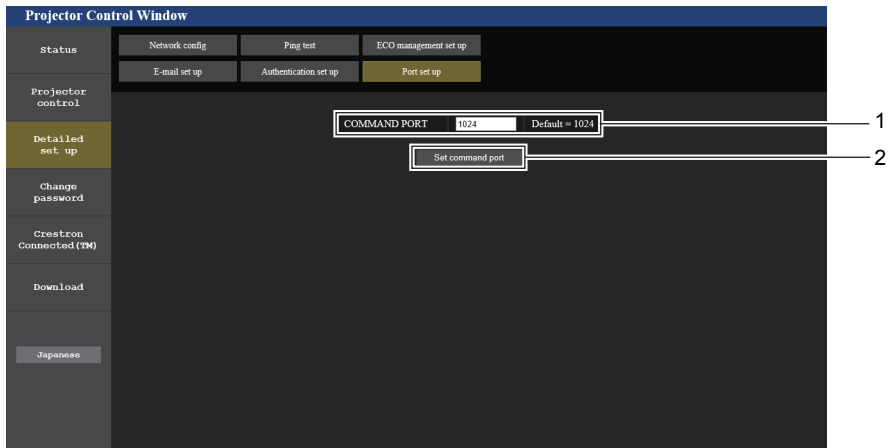 Projector Control Window
Status
Network config
Ping test
ECO management set up
E-mail set up
Authentication set up
Port set up
Projector
control
COMMAND PORT 1024 Default = 1024
1
Set command port
2
Detailed
set up
Change
password
Crestron
Connected(TM)
Download
Japanese